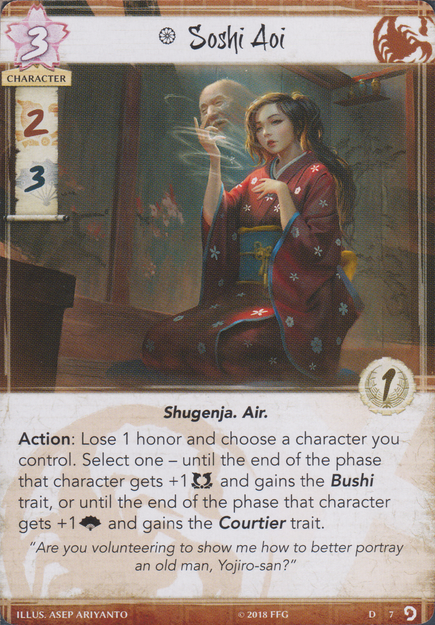 3
Soshi Aoi
CHARACTER
2
3
1
Shugenja. Air.
Action: Lose 1 honor and choose a character you
control. Select one – until the end of the phase
that character gets +1 and gains the Bushi
trait, or until the end of the phase that character
gets +1 and gains the Courtier trait.
“Are you volunteering to show me how to better portray
an old man, Yojiro-san?”
ILLUS. ASEP ARIYANTO © 2018 FFG D 7